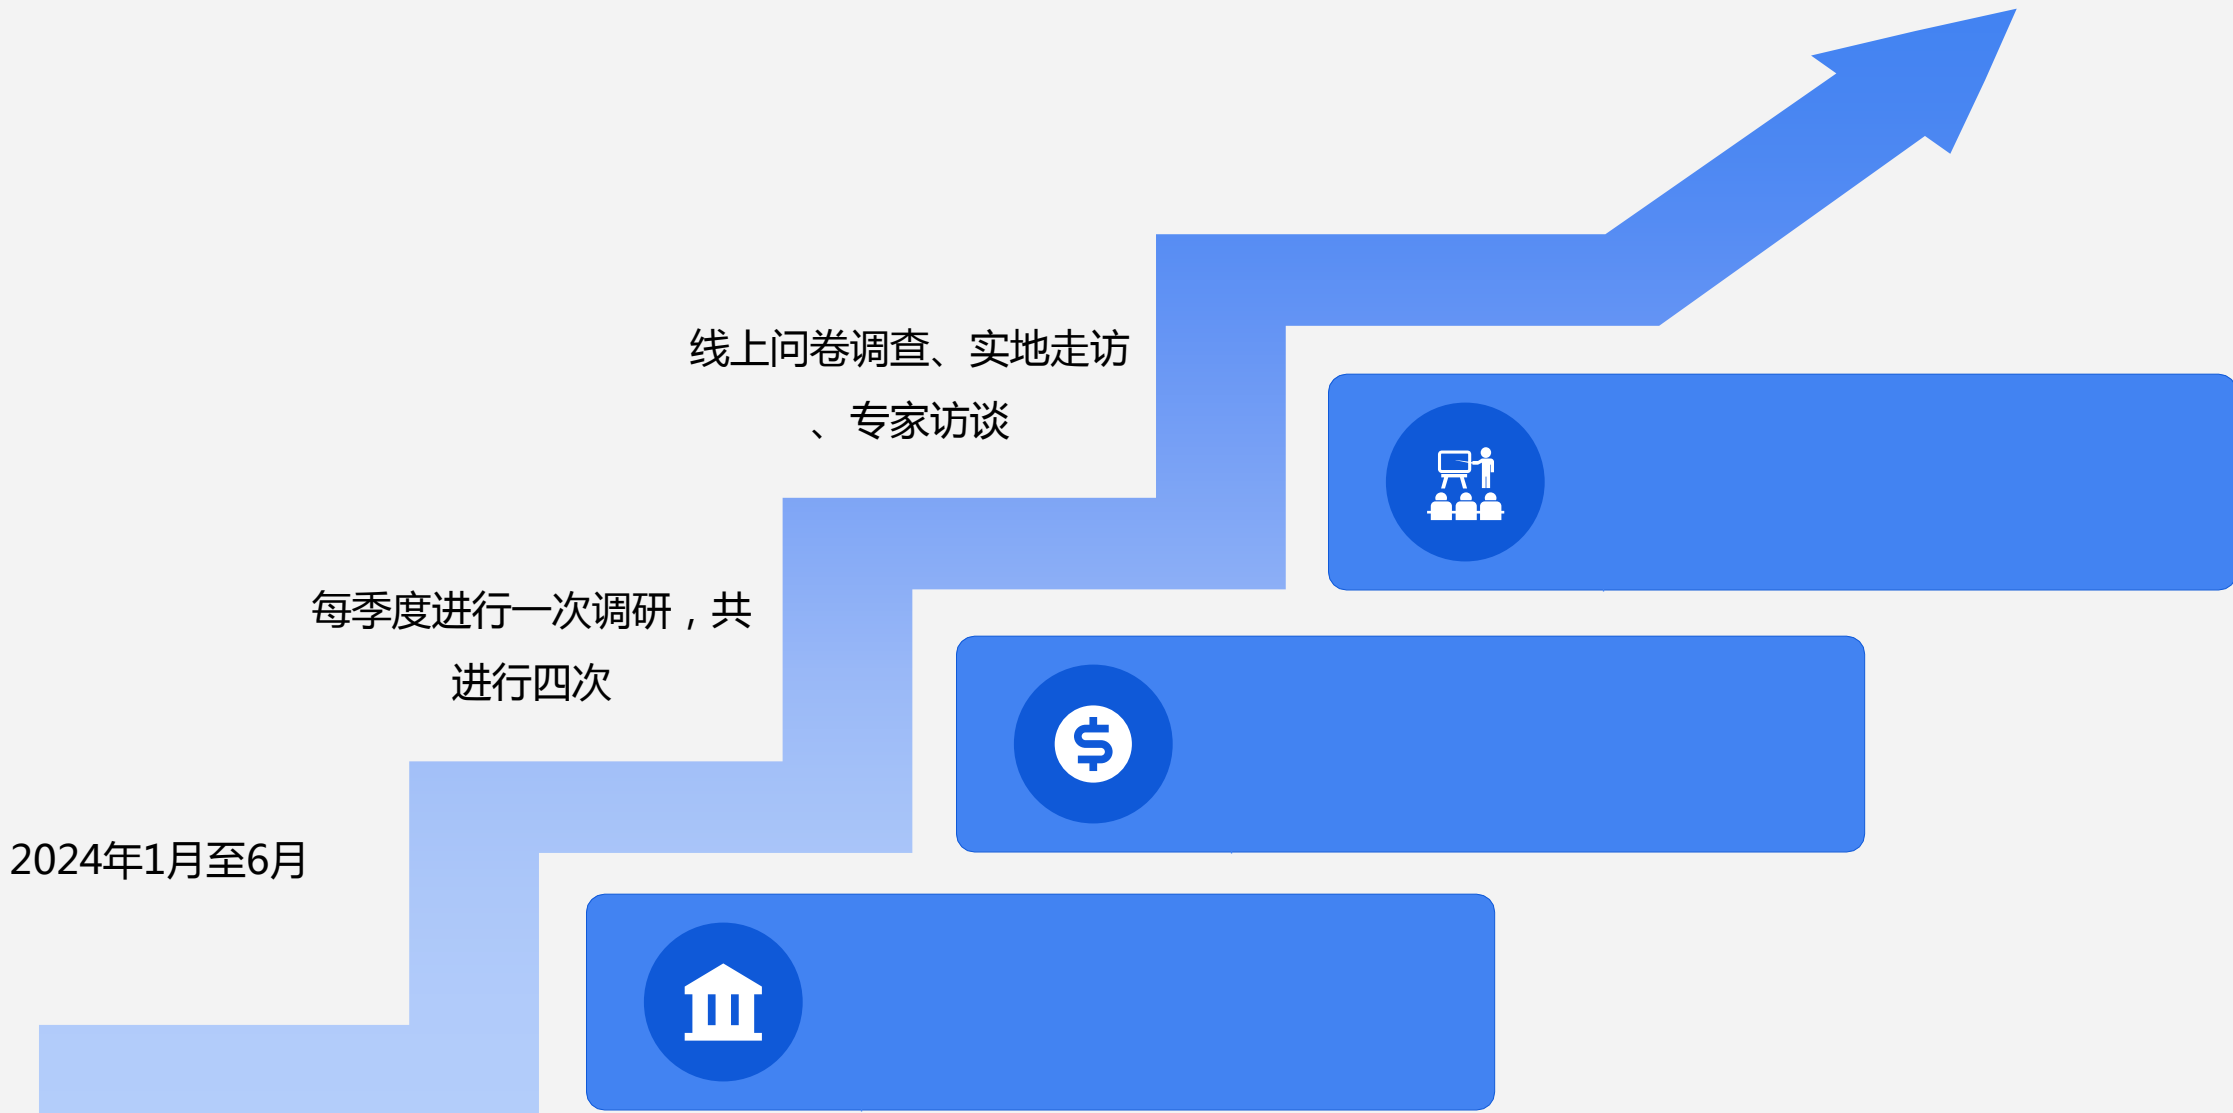 线上问卷调查、实地走访
、专家访谈
每季度进行一次调研，共
进行四次
2024年1月至6月